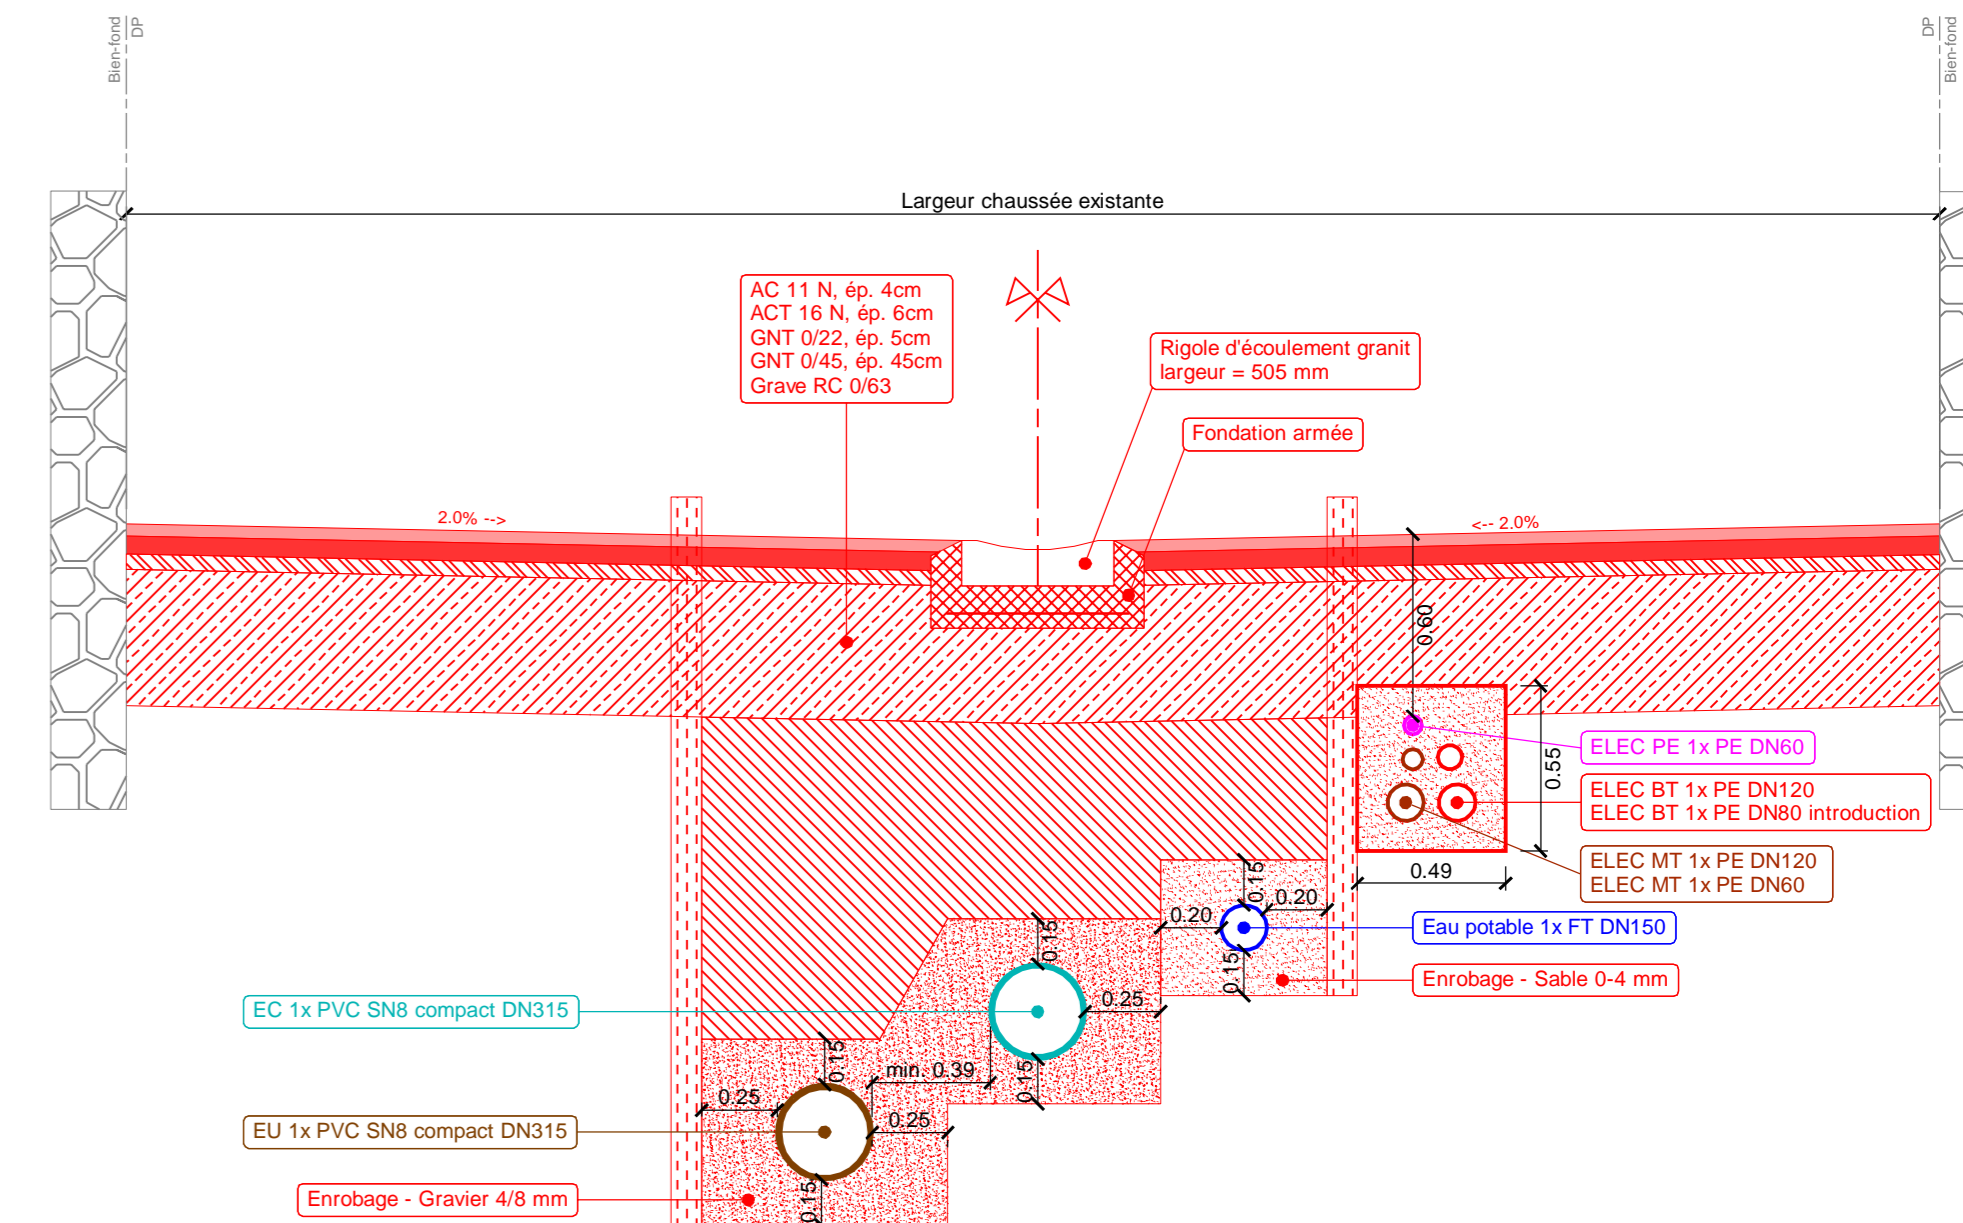 Bien-fond
DP
DP
Bien-fond
Largeur chaussée existante
AC 11 N, ép. 4cm
ACT 16 N, ép. 6cm
GNT 0/22, ép. 5cm
GNT 0/45, ép. 45cm
Grave RC 0/63
Rigole d'écoulement granit
largeur = 505 mm
Fondation armée
2.0% -->
<-- 2.0%
0.60
0.55
0.49
ELEC PE 1x PE DN60
ELEC BT 1x PE DN120
ELEC BT 1x PE DN80 introduction
ELEC MT 1x PE DN120
ELEC MT 1x PE DN60
0.15
0.20
0.20
0.15
Eau potable 1x FT DN150
Enrobage - Sable 0-4 mm
0.15
0.25
0.15
EC 1x PVC SN8 compact DN315
min. 0.39
0.15
0.25
0.25
0.15
EU 1x PVC SN8 compact DN315
Enrobage - Gravier 4/8 mm